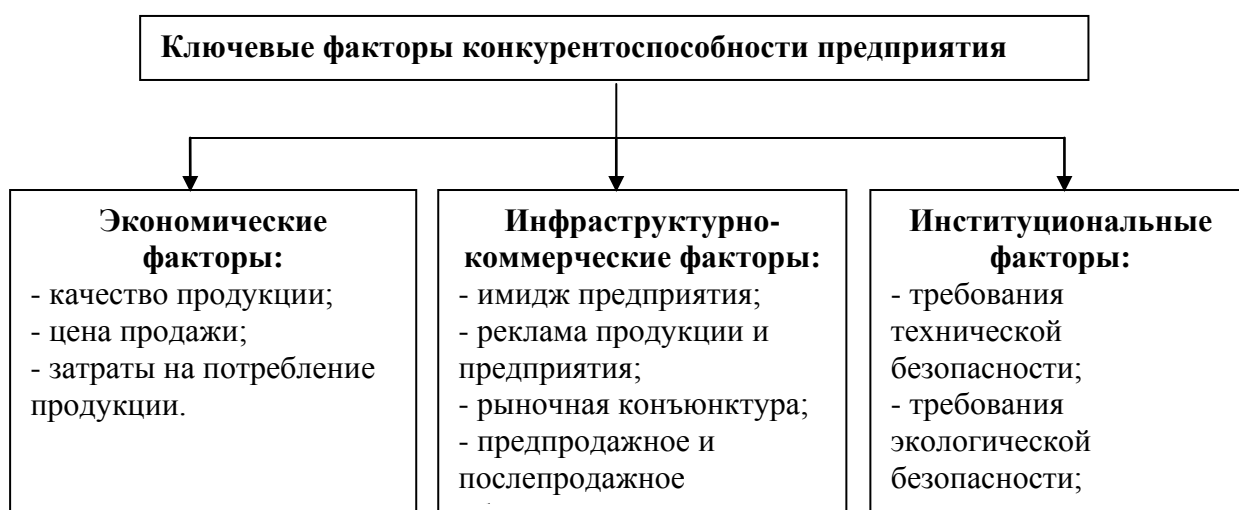 Ключевые факторы конкурентоспособности предприятия
Экономические
факторы:
- качество продукции;
- цена продажи;
- затраты на потребление
продукции.
Инфраструктурно-
коммерческие факторы:
- имидж предприятия;
- реклама продукции и
предприятия;
- рыночная конъюнктура;
- предпродажное и
послепродажное
Институциональные
факторы:
- требования
технической
безопасности;
- требования
экологической
безопасности;